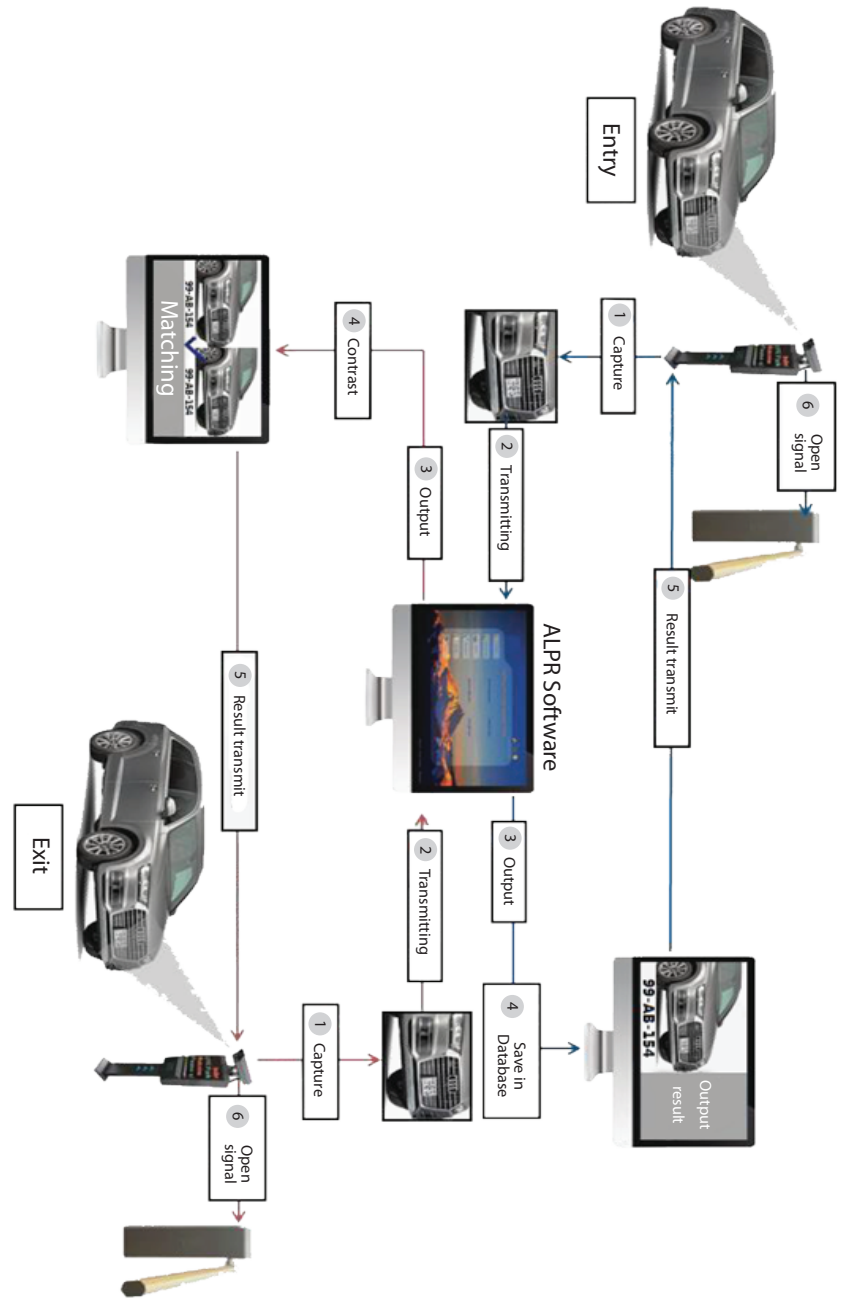 Entry
1 Capture
2 Transmitting
ALPR Software
3 Output
4 Save in
Database
99-AB-154
Output
result
5 Result transmit
6 Open
signal
Exit
1 Capture
2 Transmitting
3 Output
4 Contrast
99-AB-154
99-AB-154
Matching
5 Result transmit
6 Open
signal